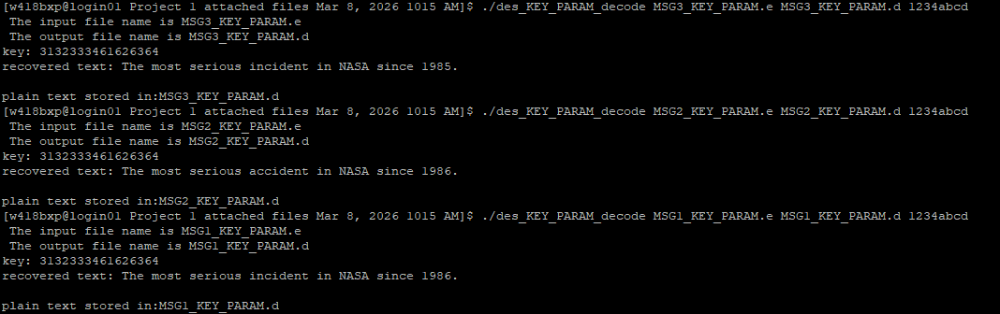 [w418bxp@login01 Project 1 attached files Mar 8, 2026 1015 AM]$ ./des_KEY_PARAM_decode MSG3_KEY_PARAM.e MSG3_KEY_PARAM.d 1234abcd
 The input file name is MSG3_KEY_PARAM.e
 The output file name is MSG3_KEY_PARAM.d
key: 3132333461626364
recovered text: The most serious incident in NASA since 1985.

plain text stored in:MSG3_KEY_PARAM.d
[w418bxp@login01 Project 1 attached files Mar 8, 2026 1015 AM]$ ./des_KEY_PARAM_decode MSG2_KEY_PARAM.e MSG2_KEY_PARAM.d 1234abcd
 The input file name is MSG2_KEY_PARAM.e
 The output file name is MSG2_KEY_PARAM.d
key: 3132333461626364
recovered text: The most serious accident in NASA since 1986.

plain text stored in:MSG2_KEY_PARAM.d
[w418bxp@login01 Project 1 attached files Mar 8, 2026 1015 AM]$ ./des_KEY_PARAM_decode MSG1_KEY_PARAM.e MSG1_KEY_PARAM.d 1234abcd
 The input file name is MSG1_KEY_PARAM.e
 The output file name is MSG1_KEY_PARAM.d
key: 3132333461626364
recovered text: The most serious incident in NASA since 1986.

plain text stored in:MSG1_KEY_PARAM.d